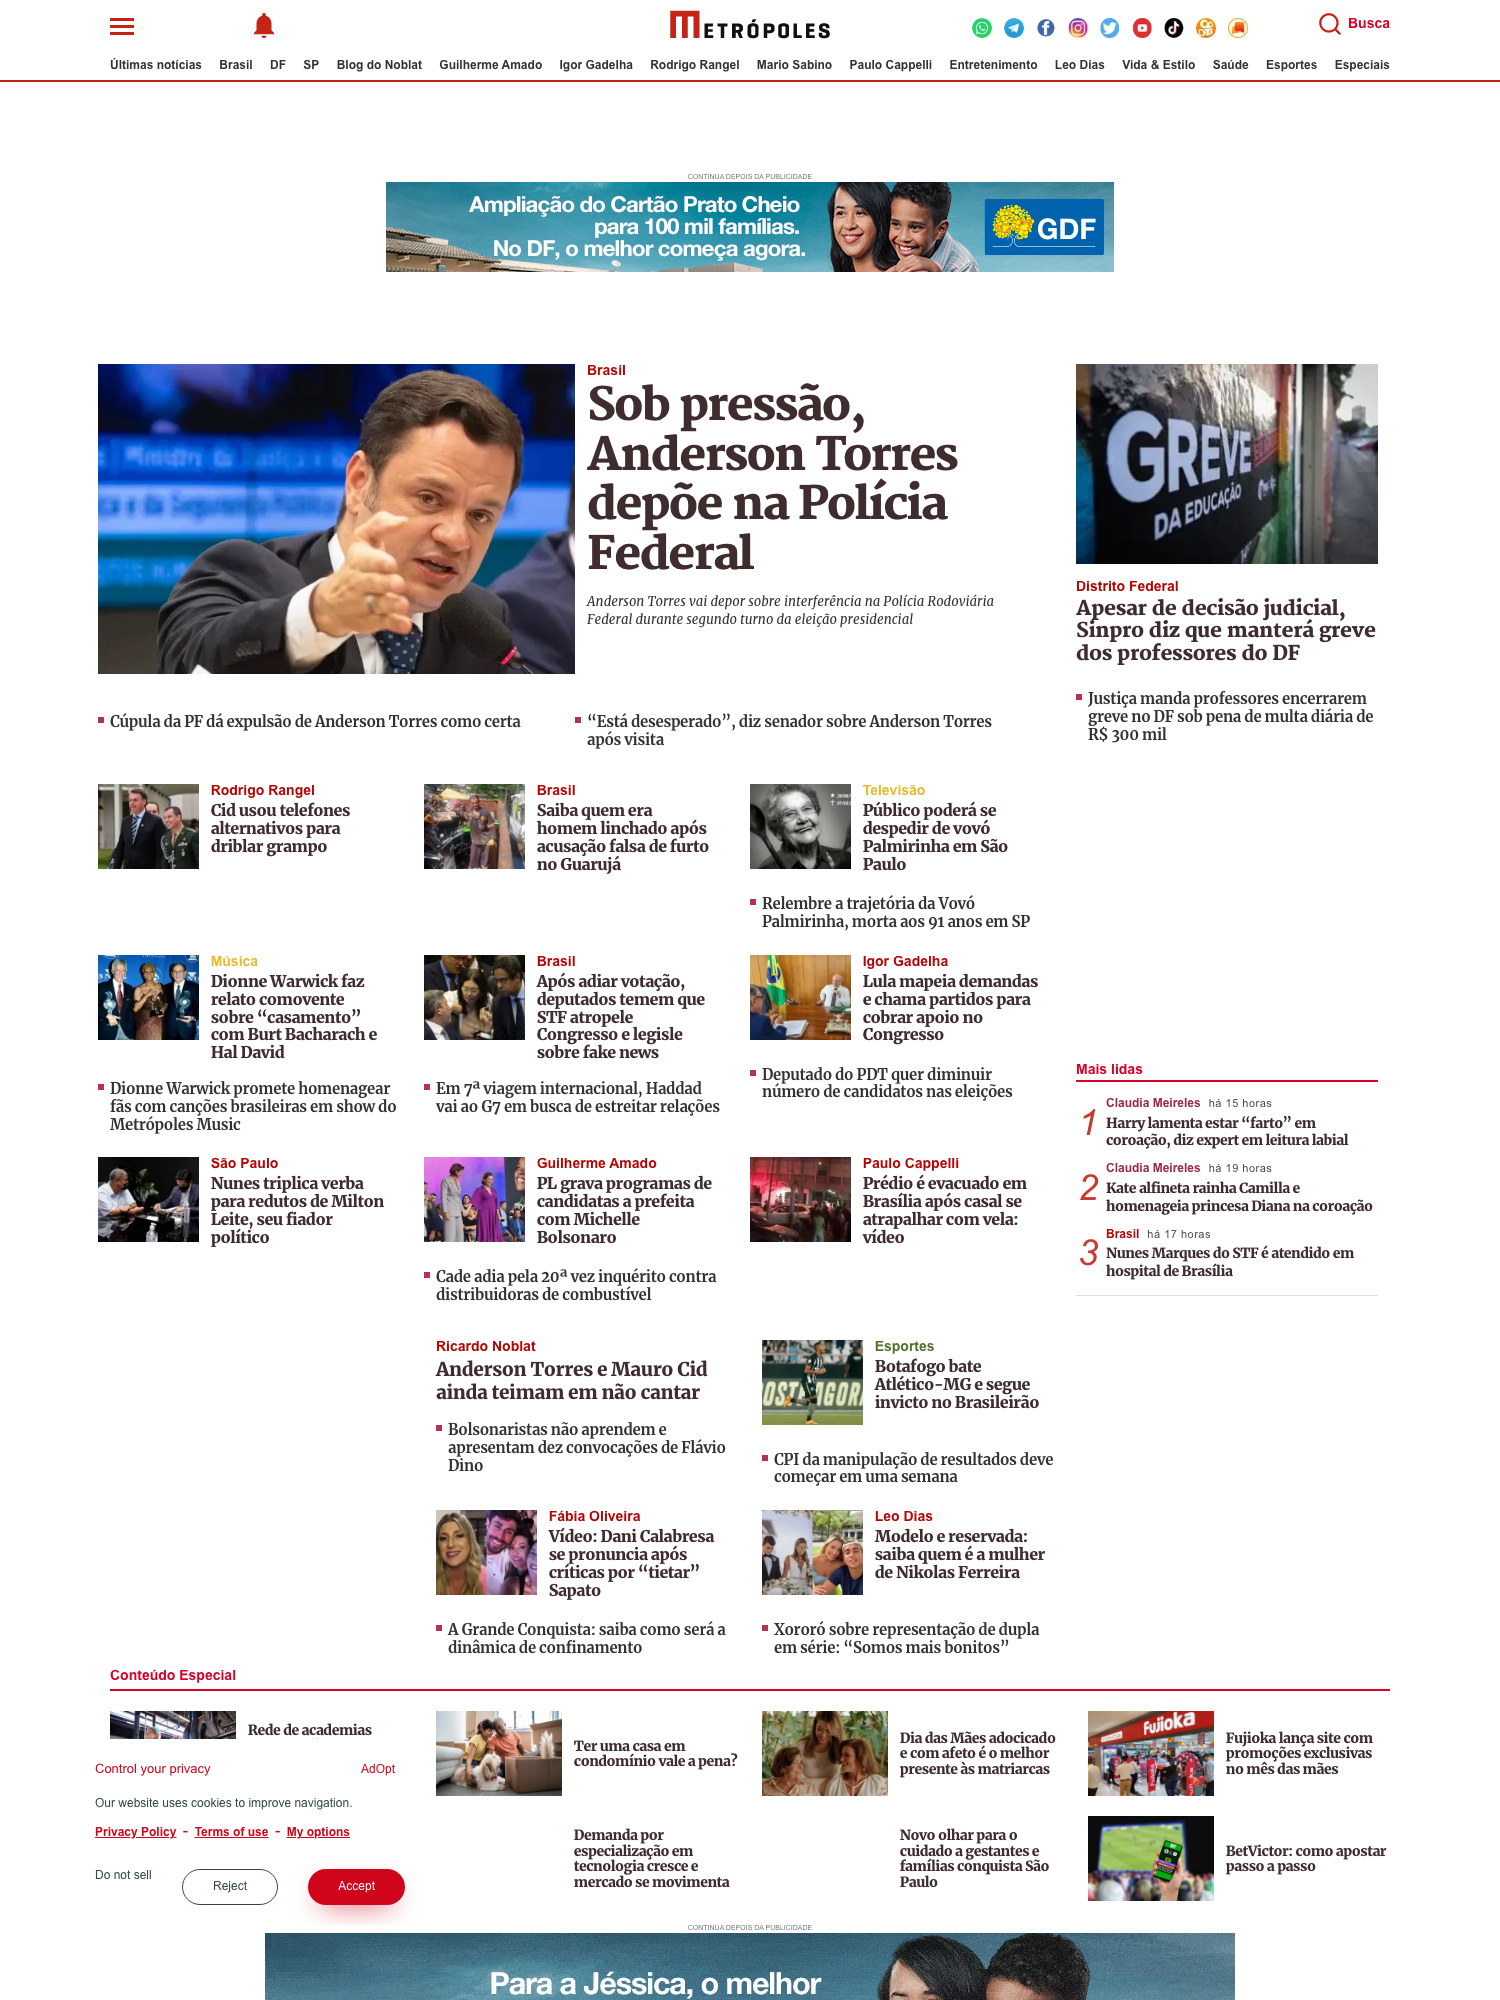 METRÓPOLES
Busca
Últimas notícias Brasil DF SP Blog do Noblat Guilherme Amado Igor Gadelha Rodrigo Rangel Mario Sabino Paulo Cappelli Entretenimento Leo Dias Vida & Estilo Saúde Esportes Especiais
CONTINUA DEPOIS DA PUBLICIDADE
Ampliação do Cartão Prato Cheio
para 100 mil famílias.
No DF, o melhor começa agora.
GDF
Brasil
Sob pressão,
Anderson Torres
depõe na Polícia
Federal
Anderson Torres vai depor sobre interferência na Polícia Rodoviária
Federal durante segundo turno da eleição presidencial
Cúpula da PF dá expulsão de Anderson Torres como certa
“Está desesperado”, diz senador sobre Anderson Torres
após visita
GREVE
DA EDUCAÇÃO
Distrito Federal
Apesar de decisão judicial,
Sinpro diz que manterá greve
dos professores do DF
Justiça manda professores encerrarem
greve no DF sob pena de multa diária de
R$ 300 mil
Rodrigo Rangel
Cid usou telefones
alternativos para
driblar grampo
Brasil
Saiba quem era
homem linchado após
acusação falsa de furto
no Guarujá
Televisão
Público poderá se
despedir de vovó
Palmirinha em São
Paulo
Relembre a trajetória da Vovó
Palmirinha, morta aos 91 anos em SP
Música
Dionne Warwick faz
relato comovente
sobre “casamento”
com Burt Bacharach e
Hal David
Dionne Warwick promete homenagear
fãs com canções brasileiras em show do
Metrópoles Music
Brasil
Após adiar votação,
deputados temem que
STF atropele
Congresso e legisle
sobre fake news
Em 7ª viagem internacional, Haddad
vai ao G7 em busca de estreitar relações
Igor Gadelha
Lula mapeia demandas
e chama partidos para
cobrar apoio no
Congresso
Deputado do PDT quer diminuir
número de candidatos nas eleições
Mais lidas
1
Claudia Meireles há 15 horas
Harry lamenta estar “farto” em
coroação, diz expert em leitura labial
2
Claudia Meireles há 19 horas
Kate alfineta rainha Camilla e
homenageia princesa Diana na coroação
3
Brasil há 17 horas
Nunes Marques do STF é atendido em
hospital de Brasília
São Paulo
Nunes triplica verba
para redutos de Milton
Leite, seu fiador
político
Guilherme Amado
PL grava programas de
candidatas a prefeita
com Michelle
Bolsonaro
Cade adia pela 20ª vez inquérito contra
distribuidoras de combustível
Paulo Cappelli
Prédio é evacuado em
Brasília após casal se
atrapalhar com vela:
vídeo
Ricardo Noblat
Anderson Torres e Mauro Cid
ainda teimam em não cantar
Bolsonaristas não aprendem e
apresentam dez convocações de Flávio
Dino
Esportes
Botafogo bate
Atlético-MG e segue
invicto no Brasileirão
CPI da manipulação de resultados deve
começar em uma semana
Fábia Oliveira
Vídeo: Dani Calabresa
se pronuncia após
críticas por “tietar”
Sapato
A Grande Conquista: saiba como será a
dinâmica de confinamento
Leo Dias
Modelo e reservada:
saiba quem é a mulher
de Nikolas Ferreira
Xororó sobre representação de dupla
em série: “Somos mais bonitos”
Conteúdo Especial
Rede de academias
Ter uma casa em
condomínio vale a pena?
Dia das Mães adocicado
e com afeto é o melhor
presente às matriarcas
Fujioka
Fujioka lança site com
promoções exclusivas
no mês das mães
Control your privacy
AdOpt
Our website uses cookies to improve navigation.
Privacy Policy - Terms of use - My options
Do not sell
Reject
Accept
Demanda por
especialização em
tecnologia cresce e
mercado se movimenta
Novo olhar para o
cuidado a gestantes e
famílias conquista São
Paulo
BetVictor: como apostar
passo a passo
CONTINUA DEPOIS DA PUBLICIDADE
Para a Jéssica, o melhor